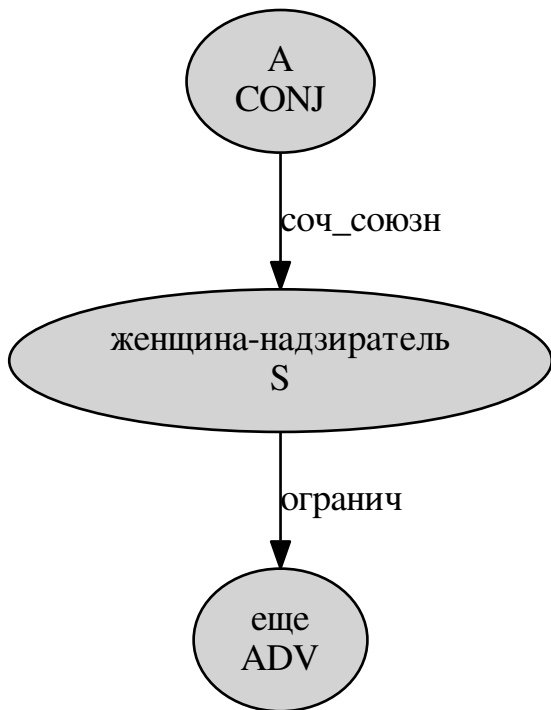 А
CONJ
соч_союзн
женщина-надзиратель
S
огранич
еще
ADV